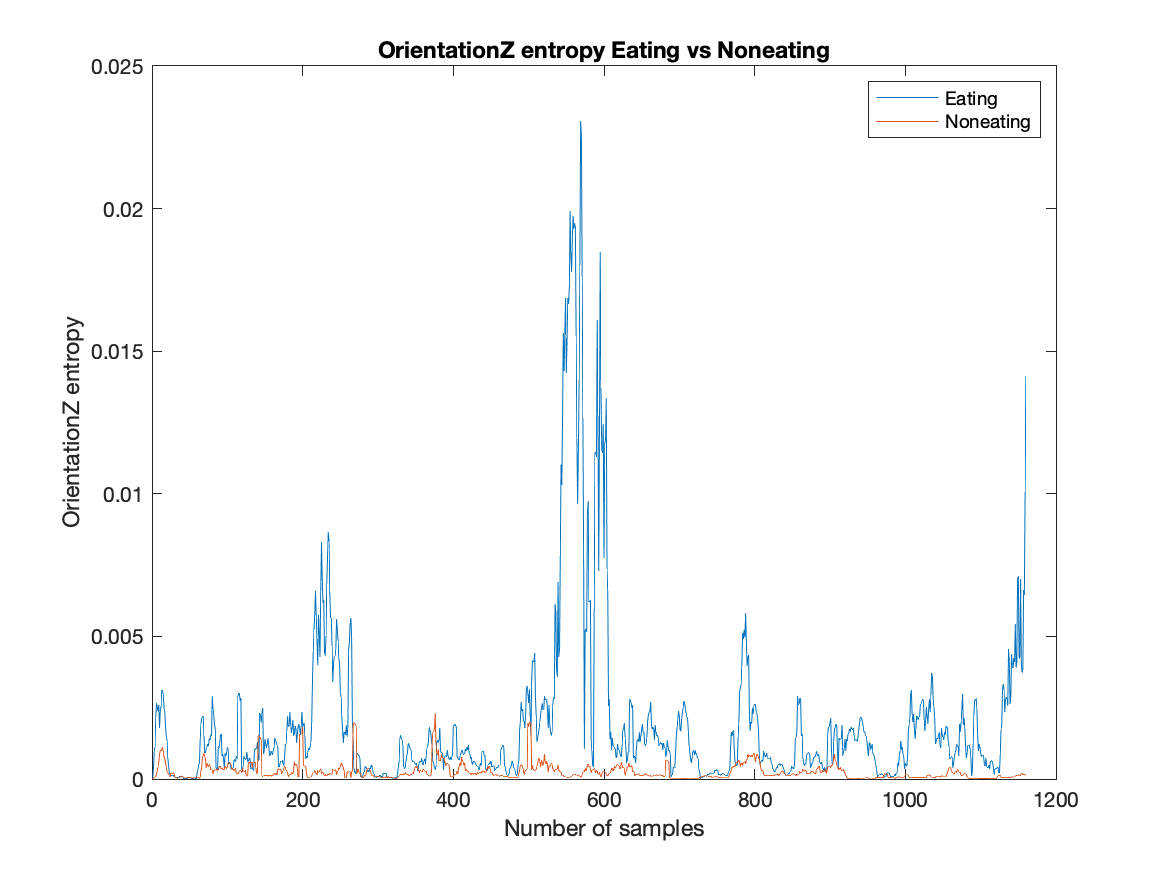 OrientationZ entropy Eating vs Noneating
0.025
0.02
0.015
0.01
0.005
0
OrientationZ entropy
Eating
Noneating
0
200
400
600
800
1000
1200
Number of samples